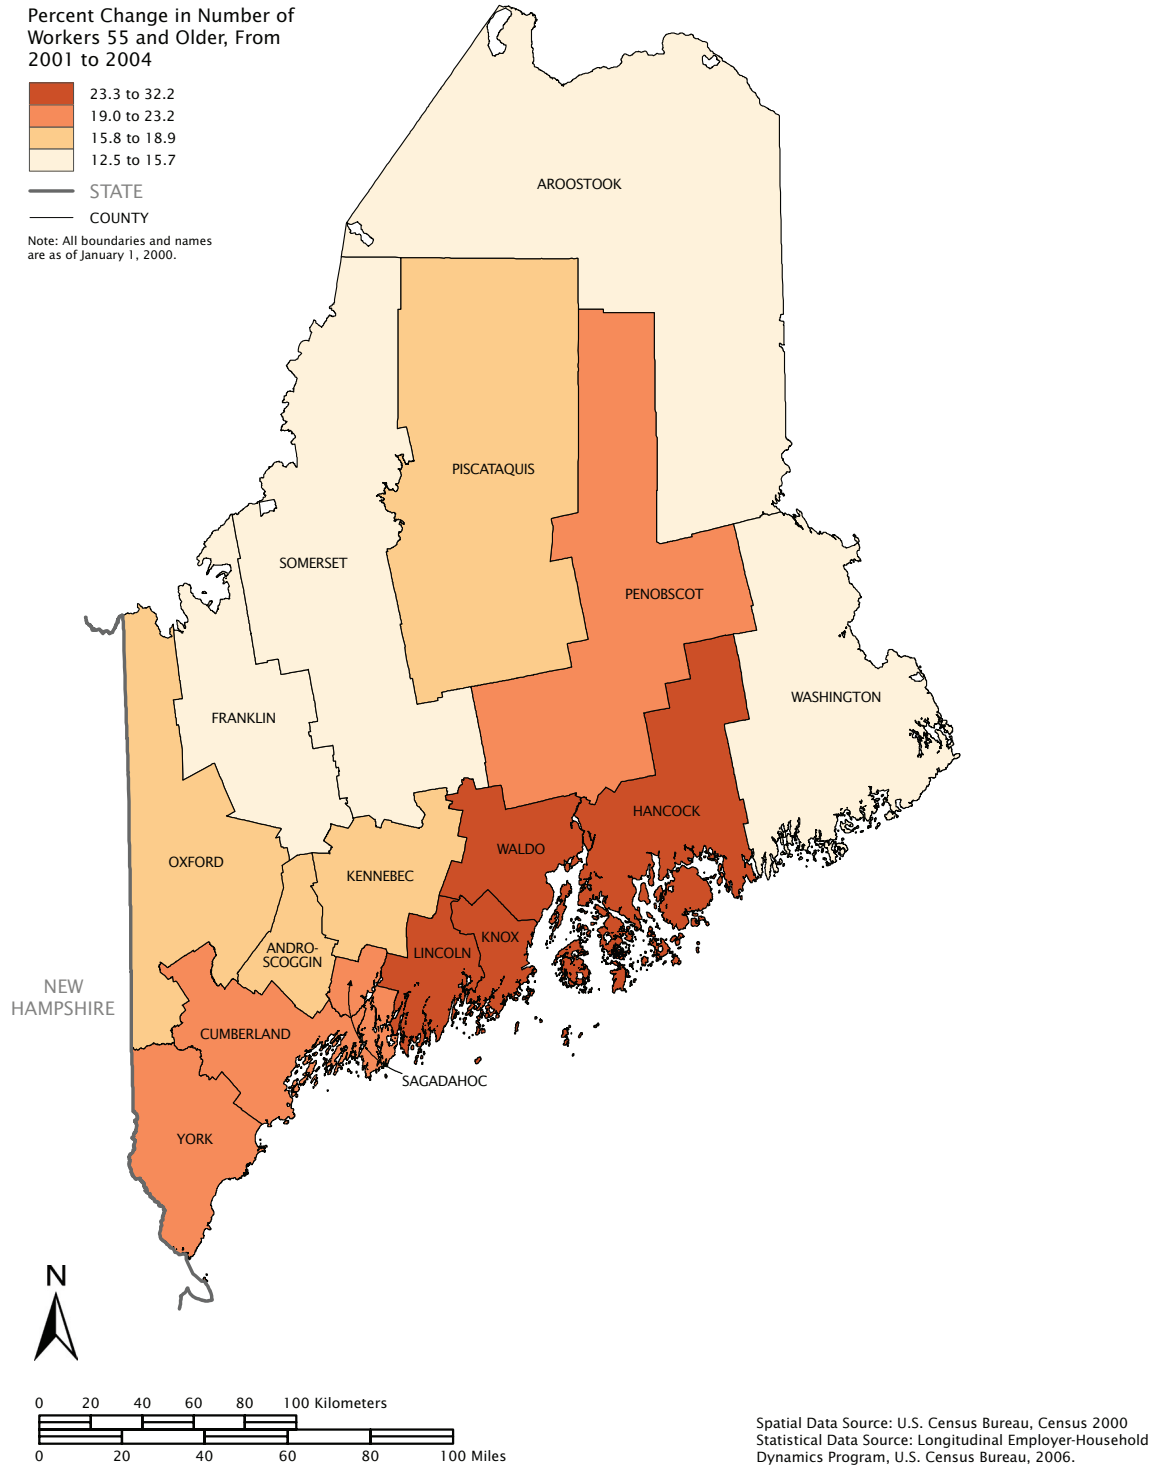 Percent Change in Number of
Workers 55 and Older, From
2001 to 2004
23.3 to 32.2
19.0 to 23.2
15.8 to 18.9
12.5 to 15.7
STATE
COUNTY
Note: All boundaries and names
are as of January 1, 2000.
AROOSTOOK
PISCATAQUIS
SOMERSET
PENOBSCOT
WASHINGTON
FRANKLIN
HANCOCK
WALDO
OXFORD
KENNEBEC
KNOX
LINCOLN
ANDRO-
SCOGGIN
NEW
HAMPSHIRE
CUMBERLAND
SAGADAHOC
YORK
N
0 20 40 60 80 100 Kilometers
0 20 40 60 80 100 Miles
Spatial Data Source: U.S. Census Bureau, Census 2000
Statistical Data Source: Longitudinal Employer-Household
Dynamics Program, U.S. Census Bureau, 2006.